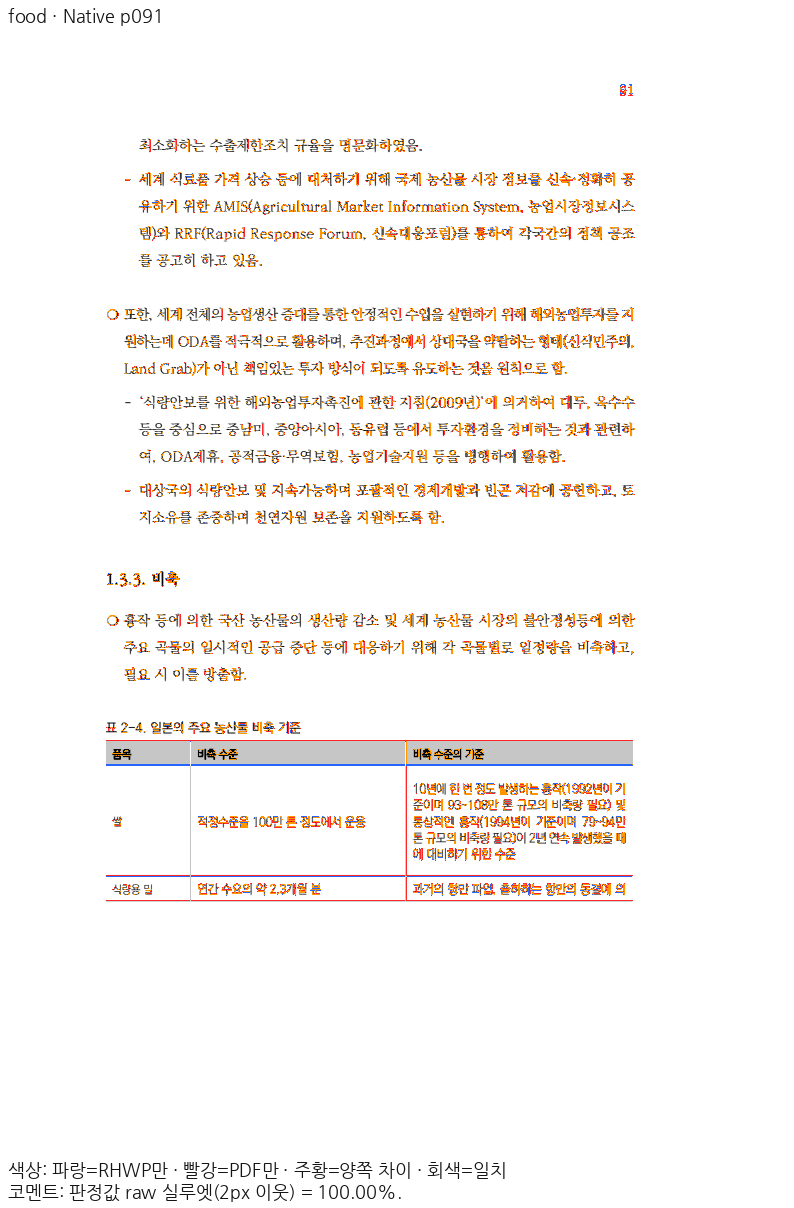 food · Native p091
최소화하는 수출제한조치 규율을 명문화하였음.
- 세계 식료품 가격 상승 등에 대처하기 위해 국제 농산물 시장 정보를 신속·정확히 공
유하기 위한 AMIS(Agricultural Market Information System, 농업시장정보시스
템)와 RRF(Rapid Response Forum, 신속대응포럼)를 통하여 각국간의 정책 공조
를 공고히 하고 있음.
❍ 또한, 세계 전체의 농업생산 증대를 통한 안정적인 수입을 실현하기 위해 해외농업투자를 지
원하는데 ODA를 적극적으로 활용하며, 추진과정에서 상대국을 약탈하는 형태(신식민주의,
Land Grab)가 아닌 책임있는 투자 방식이 되도록 유도하는 것을 원칙으로 함.
- ‘식량안보를 위한 해외농업투자촉진에 관한 지침(2009년)’에 의거하여 대두, 옥수수
등을 중심으로 중남미, 중앙아시아, 동유럽 등에서 투자환경을 정비하는 것과 관련하
여, ODA제휴, 공적금융·무역보험, 농업기술지원 등을 병행하여 활용함.
- 대상국의 식량안보 및 지속가능하며 포괄적인 경제개발과 빈곤 저감에 공헌하고, 토
지소유를 존중하며 천연자원 보존을 지원하도록 함.
1.3.3. 비축
❍ 흉작 등에 의한 국산 농산물의 생산량 감소 및 세계 농산물 시장의 불안정성등에 의한
주요 곡물의 일시적인 공급 중단 등에 대응하기 위해 각 곡물별로 일정량을 비축하고,
필요 시 이를 방출함.
표 2-4. 일본의 주요 농산물 비축 기준
품목 비축 수준 비축 수준의 기준
쌀 적정수준을 100만 톤 정도에서 운용
10년에 한 번 정도 발생하는 흉작(1992년이 기
준이며 93~108만 톤 규모의 비축량 필요) 및
통상적인 흉작(1994년이 기준이며 79~94만
톤 규모의 비축량 필요)이 2년 연속 발생했을 때
에 대비하기 위한 수준
식량용 밀 연간 수요의 약 2.3개월 분 과거의 항만 파업, 출하하는 항만의 동결에 의
색상: 파랑=RHWP만 · 빨강=PDF만 · 주황=양쪽 차이 · 회색=일치
코멘트: 판정값 raw 실루엣(2px 이웃) = 100.00%.